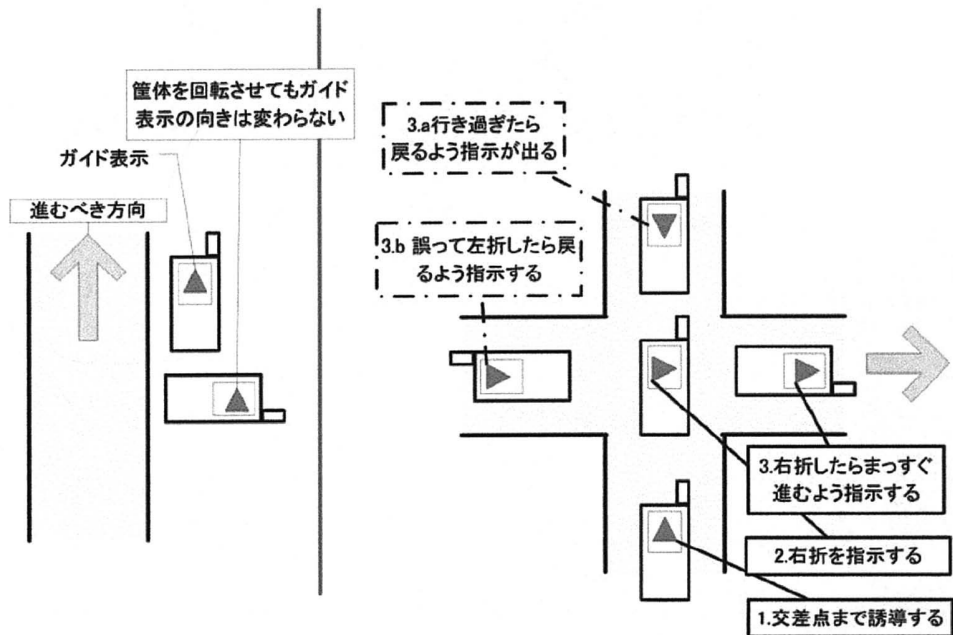 筐体を回転させてもガイド
表示の向きは変わらない
ガイド表示
進むべき方向
3.a行き過ぎたら
戻るよう指示が出る
3.b 誤って左折したら戻
るよう指示する
3.右折したらまっすぐ
進むよう指示する
2.右折を指示する
1.交差点まで誘導する